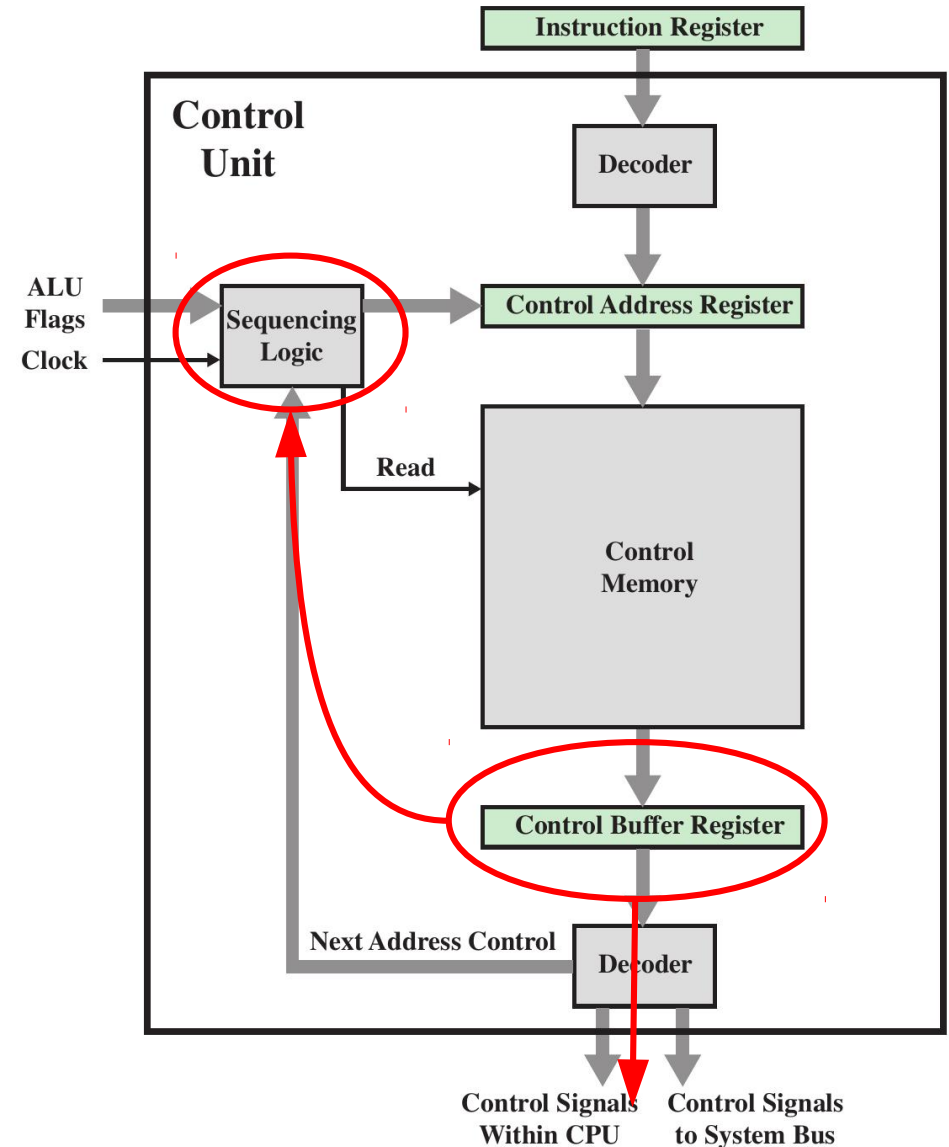 Instruction Register
Control
Unit
Decoder
ALU
Flags
Clock
Sequencing
Logic
Control Address Register
Read
Control
Memory
Control Buffer Register
Next Address Control
Decoder
Control Signals
Within CPU
Control Signals
to System Bus